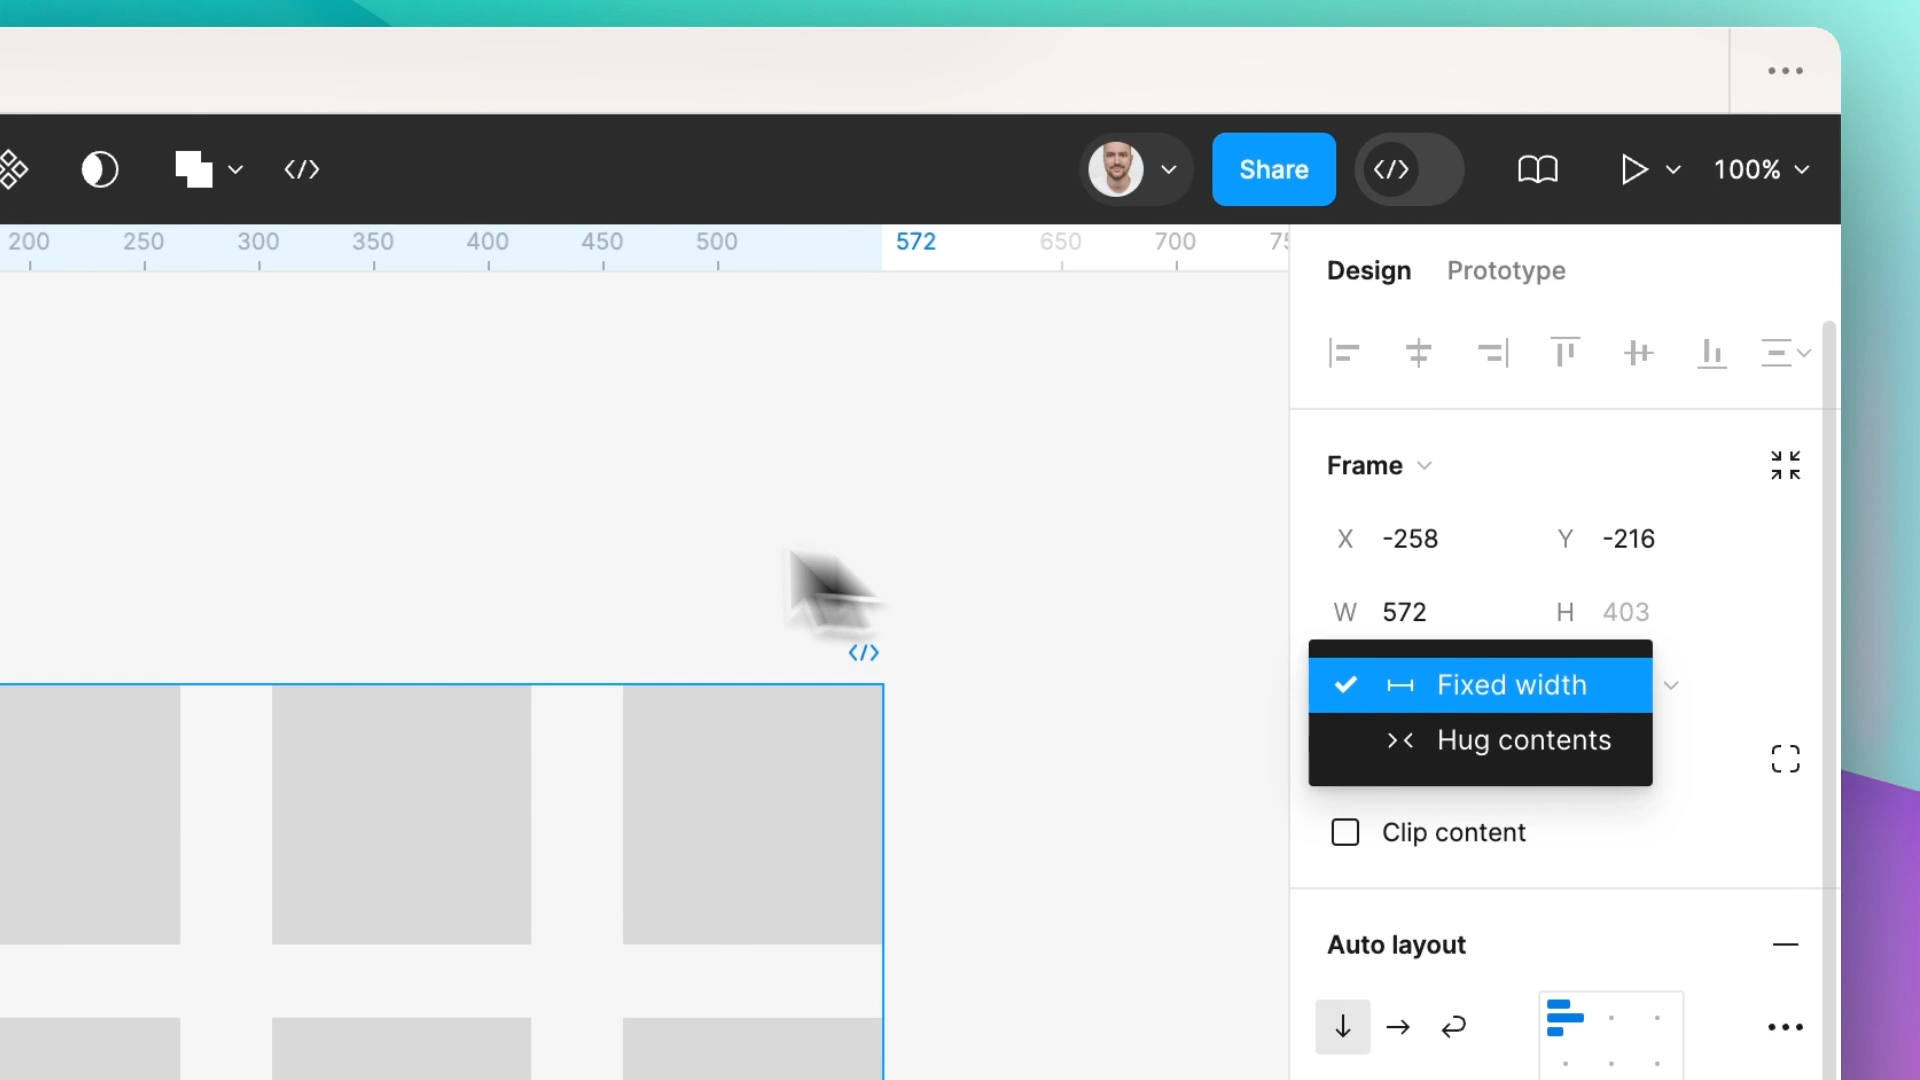 Share
100%
200 250 300 350 400 450 500 572 650 700
Design Prototype
Frame
X -258 Y -216
W 572 H 403
Fixed width
Hug contents
Clip content
Auto layout